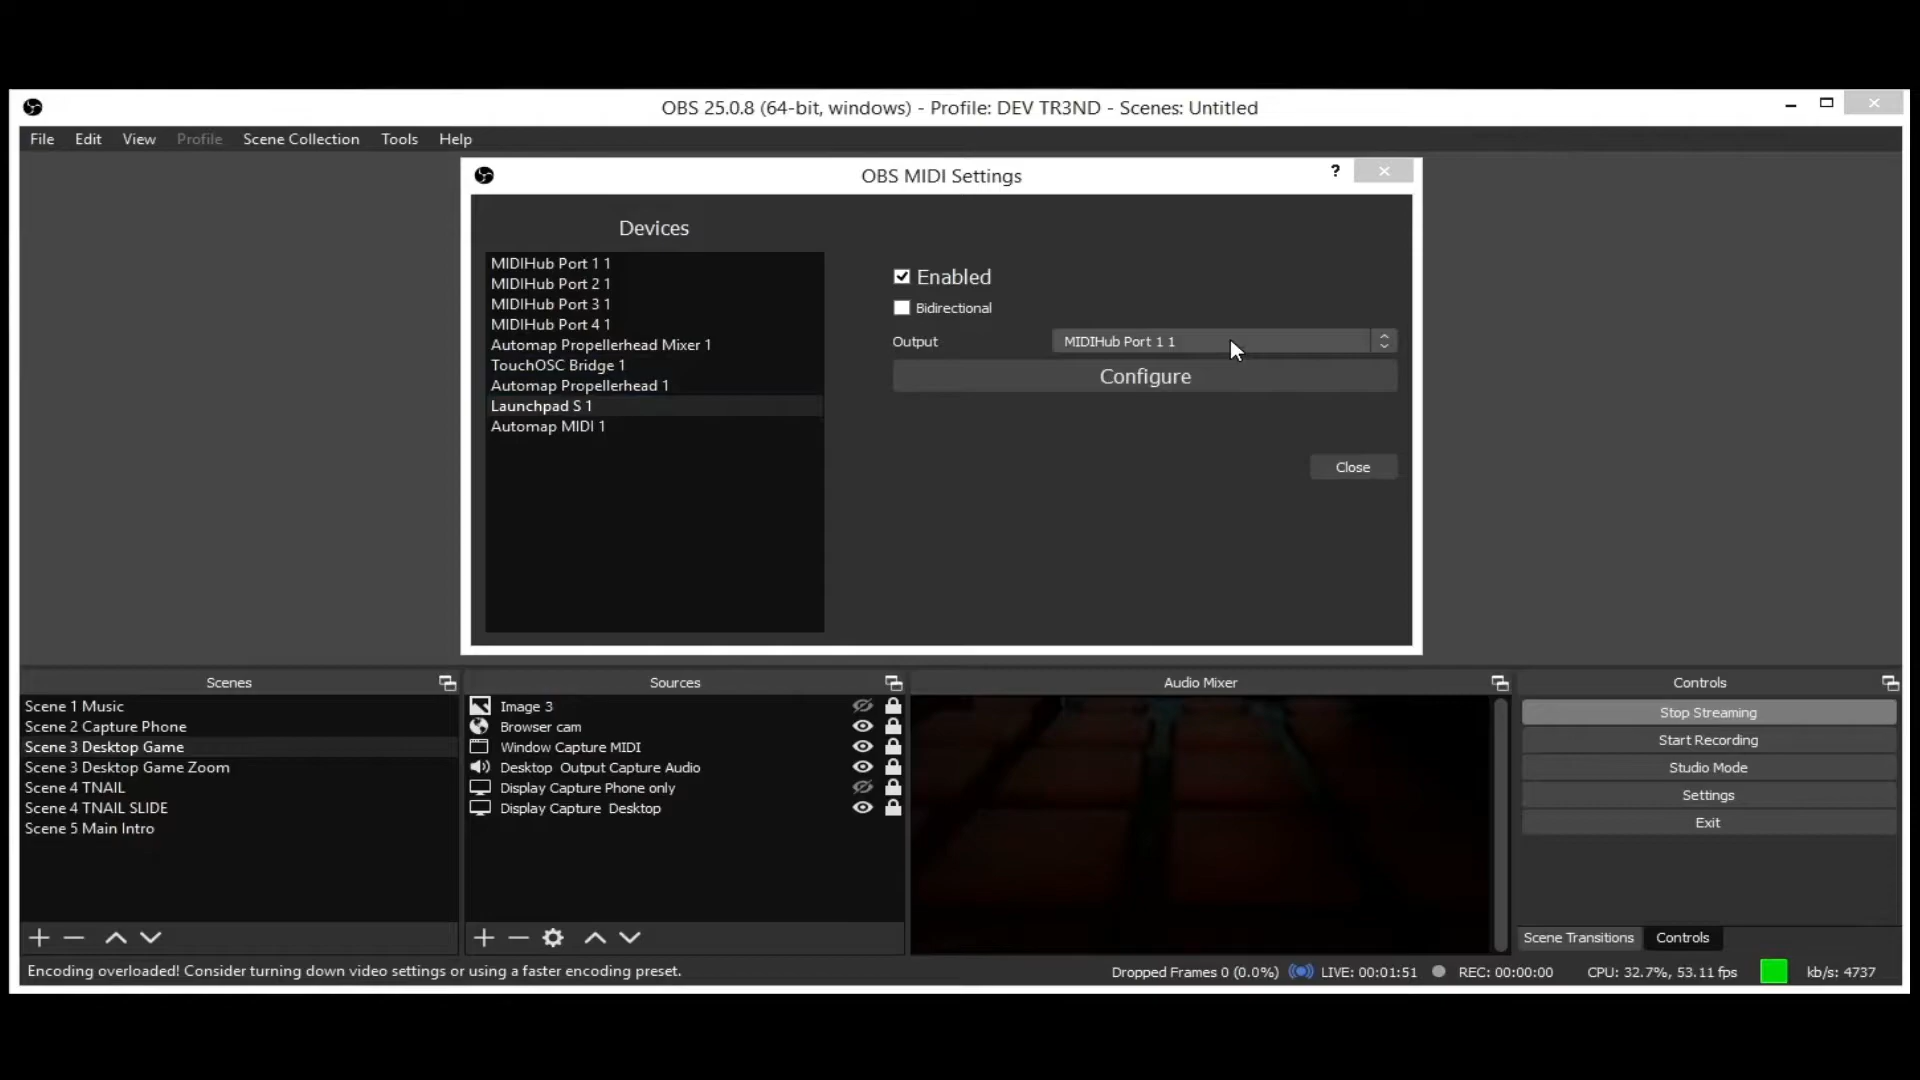 OBS 25.0.8 (64-bit, windows) - Profile: DEV TR3ND - Scenes: Untitled
File Edit View Profile Scene Collection Tools Help
OBS MIDI Settings
?
Devices
MIDIHub Port 1 1
MIDIHub Port 2 1
MIDIHub Port 3 1
MIDIHub Port 4 1
Automap Propellerhead Mixer 1
TouchOSC Bridge 1
Automap Propellerhead 1
Launchpad S 1
Automap MIDI 1
Enabled
Bidirectional
Output MIDIHub Port 1 1
Configure
Close
Scenes
Scene 1 Music
Scene 2 Capture Phone
Scene 3 Desktop Game
Scene 3 Desktop Game Zoom
Scene 4 TNAIL
Scene 4 TNAIL SLIDE
Scene 5 Main Intro
Sources
Image 3
Browser cam
Window Capture MIDI
Desktop Output Capture Audio
Display Capture Phone only
Display Capture Desktop
Audio Mixer
Controls
Stop Streaming
Start Recording
Studio Mode
Settings
Exit
Scene Transitions Controls
Encoding overloaded! Consider turning down video settings or using a faster encoding preset.
Dropped Frames 0 (0.0%) LIVE: 00:01:51 REC: 00:00:00 CPU: 32.7%, 53.11 fps kb/s: 4737